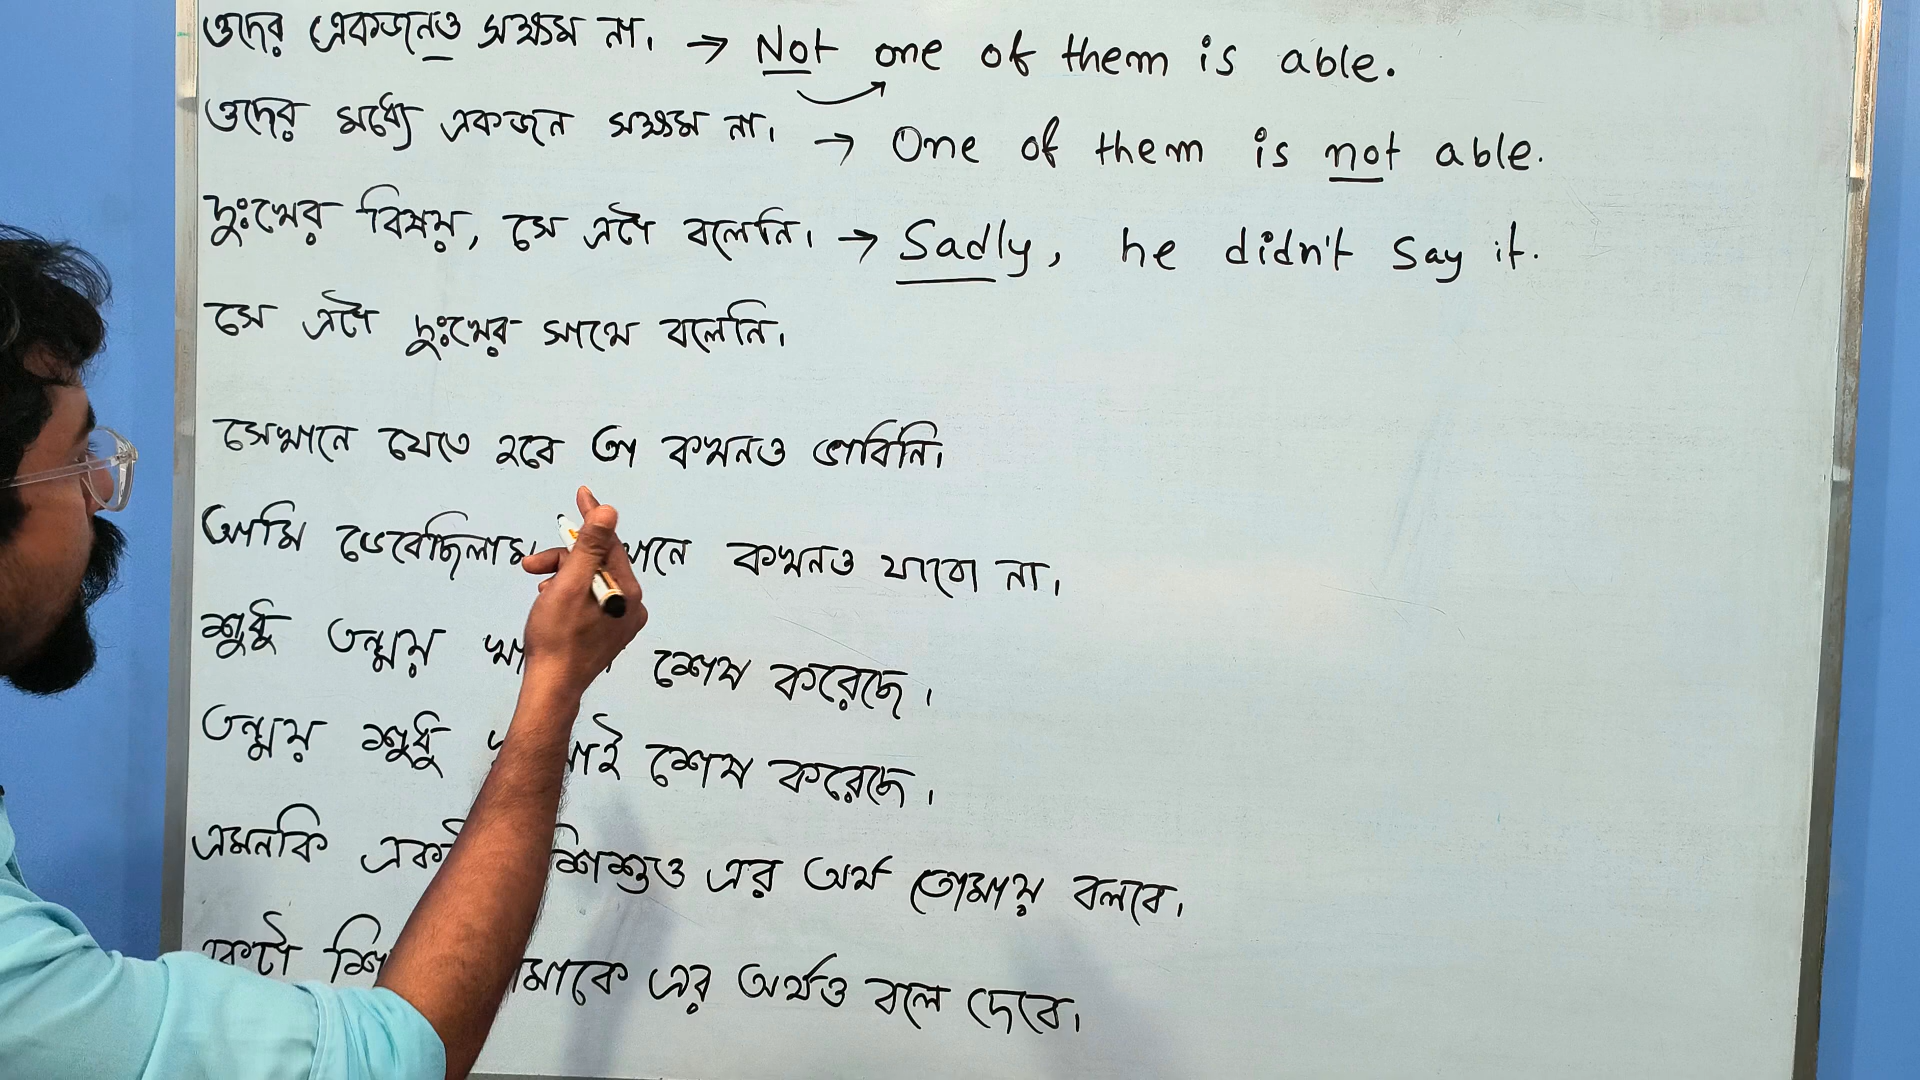 ওদের একজনও সক্ষম না। → Not one of them is able.
ওদের মধ্যে একজন সক্ষম না। → One of them is not able.
দুঃখের বিষয়, সে এটা বলেনি। → Sadly, he didn't say it.
সে এটা দুঃখের সাথে বলেনি।
সেখানে যেতে হবে তা কখনও ভাবিনি।
আমি ভেবেছিলাম কখনও যাবো না।
শুধু তন্ময় শেষ করেছে।
তন্ময় শুধু শেষ করেছে।
এমনকি শিশুও এর অর্থ তোমায় বলবে।
একটা এর অর্থও বলে দেবে।